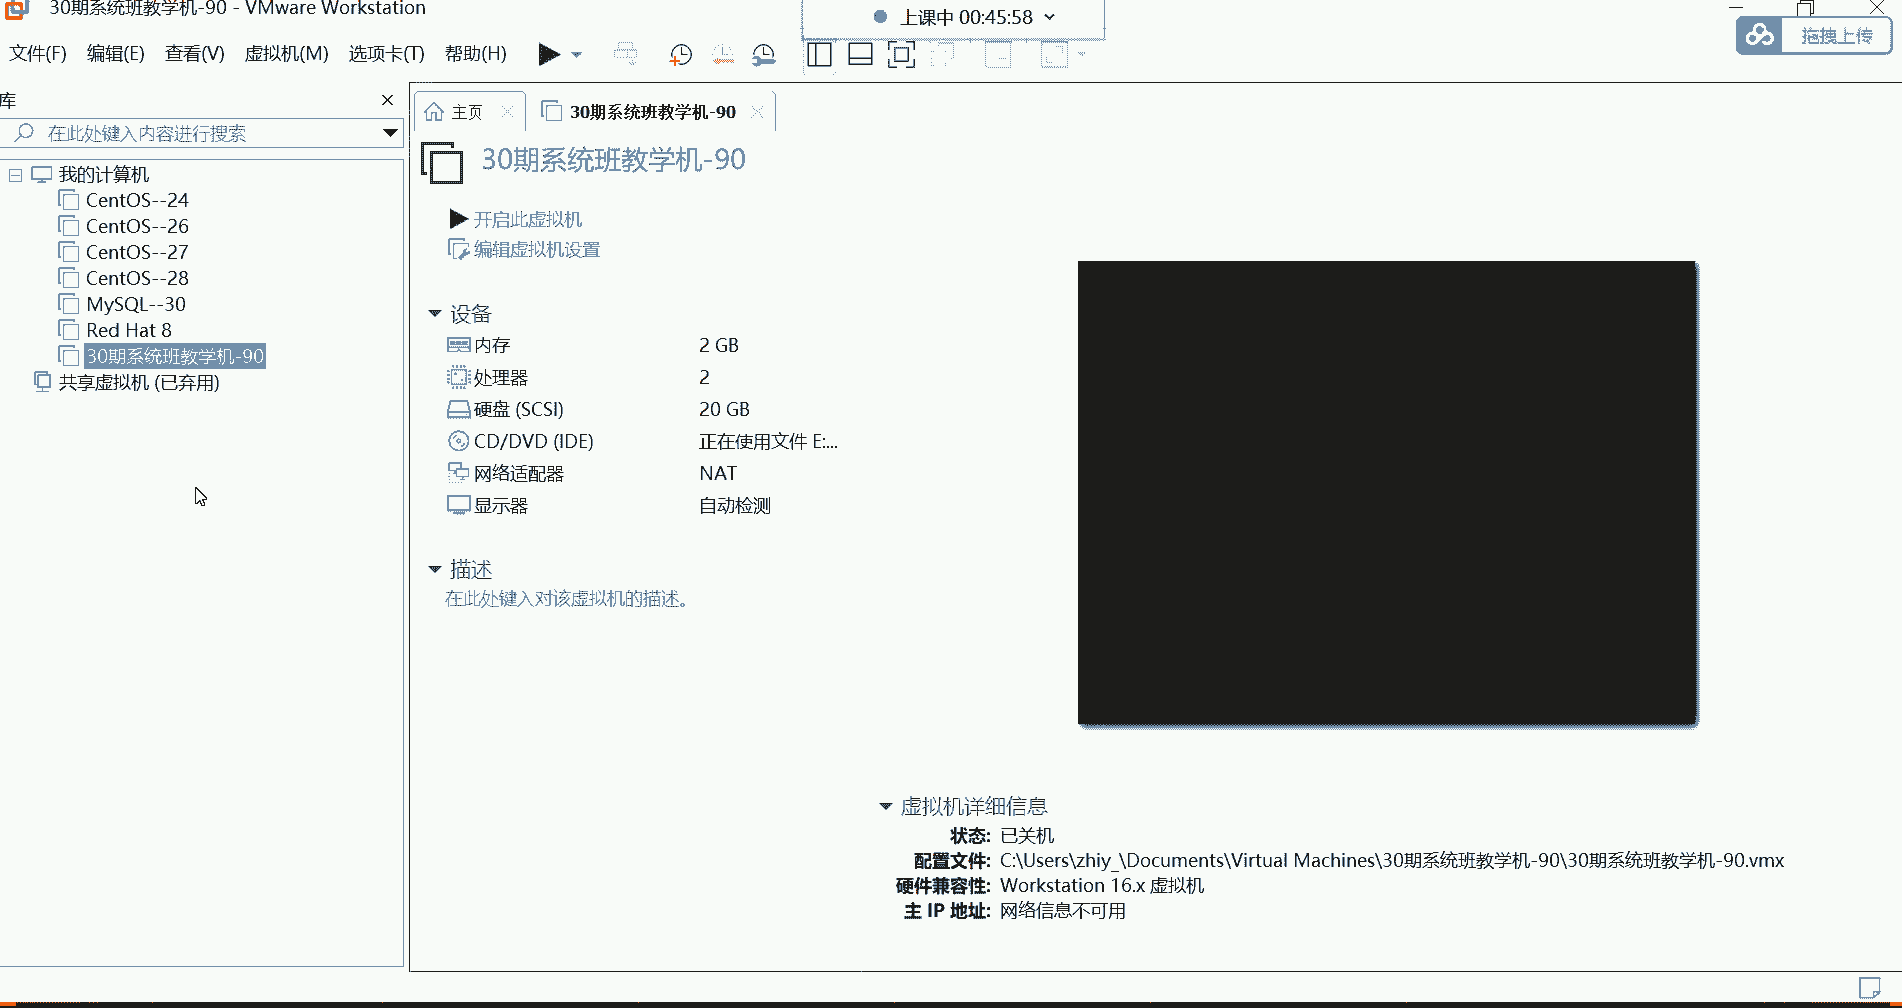 30期系统班教学机-90 - VMware Workstation
上课中 00:45:58
拖拽上传
文件(F) 编辑(E) 查看(V) 虚拟机(M) 选项卡(T) 帮助(H)
库
在此处键入内容进行搜索
我的计算机
CentOS--24
CentOS--26
CentOS--27
CentOS--28
MySQL--30
Red Hat 8
30期系统班教学机-90
共享虚拟机 (已弃用)
主页
30期系统班教学机-90
30期系统班教学机-90
开启此虚拟机
编辑虚拟机设置
设备
内存 2 GB
处理器 2
硬盘 (SCSI) 20 GB
CD/DVD (IDE) 正在使用文件 E:...
网络适配器 NAT
显示器 自动检测
描述
在此处键入对该虚拟机的描述。
虚拟机详细信息
状态: 已关机
配置文件: C:\Users\zhiy_\Documents\Virtual Machines\30期系统班教学机-90\30期系统班教学机-90.vmx
硬件兼容性: Workstation 16.x 虚拟机
主 IP 地址: 网络信息不可用